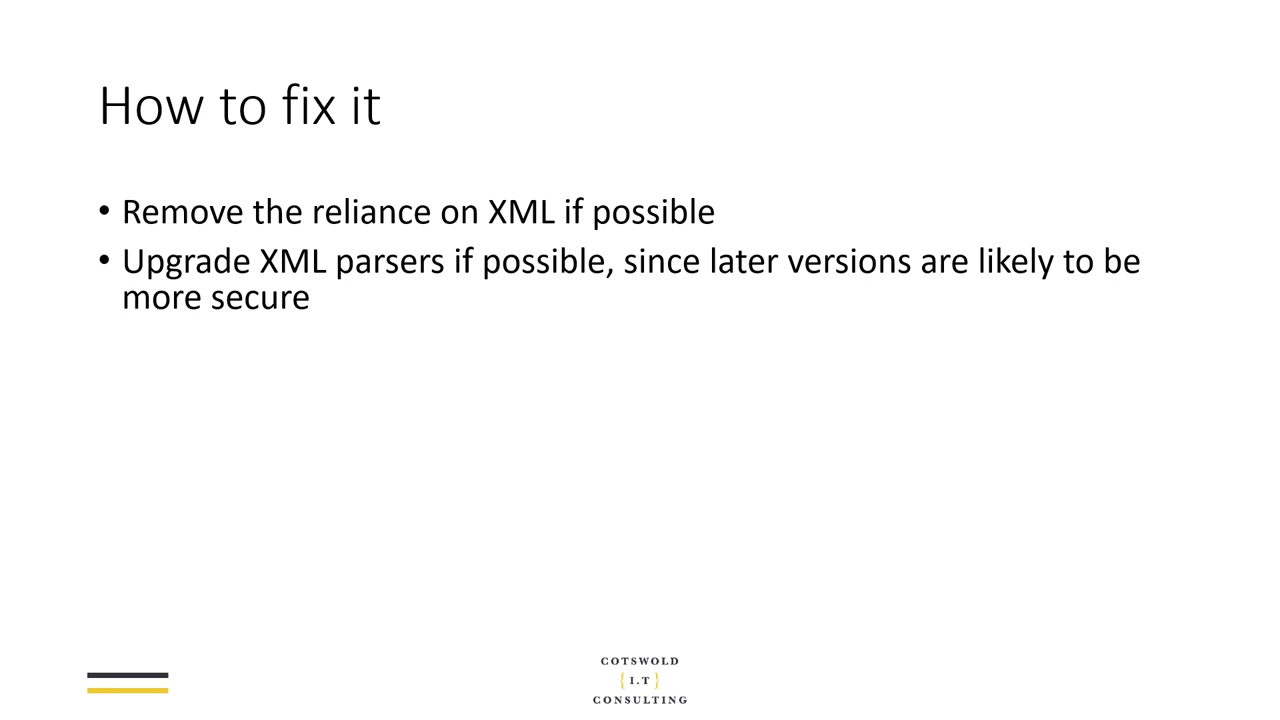 How to fix it
• Remove the reliance on XML if possible
• Upgrade XML parsers if possible, since later versions are likely to be
more secure
COTSWOLD
{ I.T }
CONSULTING